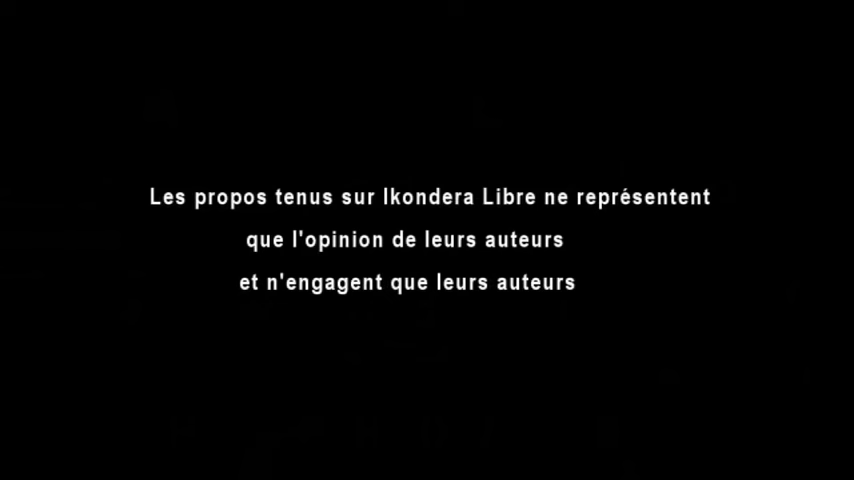 Les propos tenus sur Ikondera Libre ne représentent
que l'opinion de leurs auteurs
et n'engagent que leurs auteurs